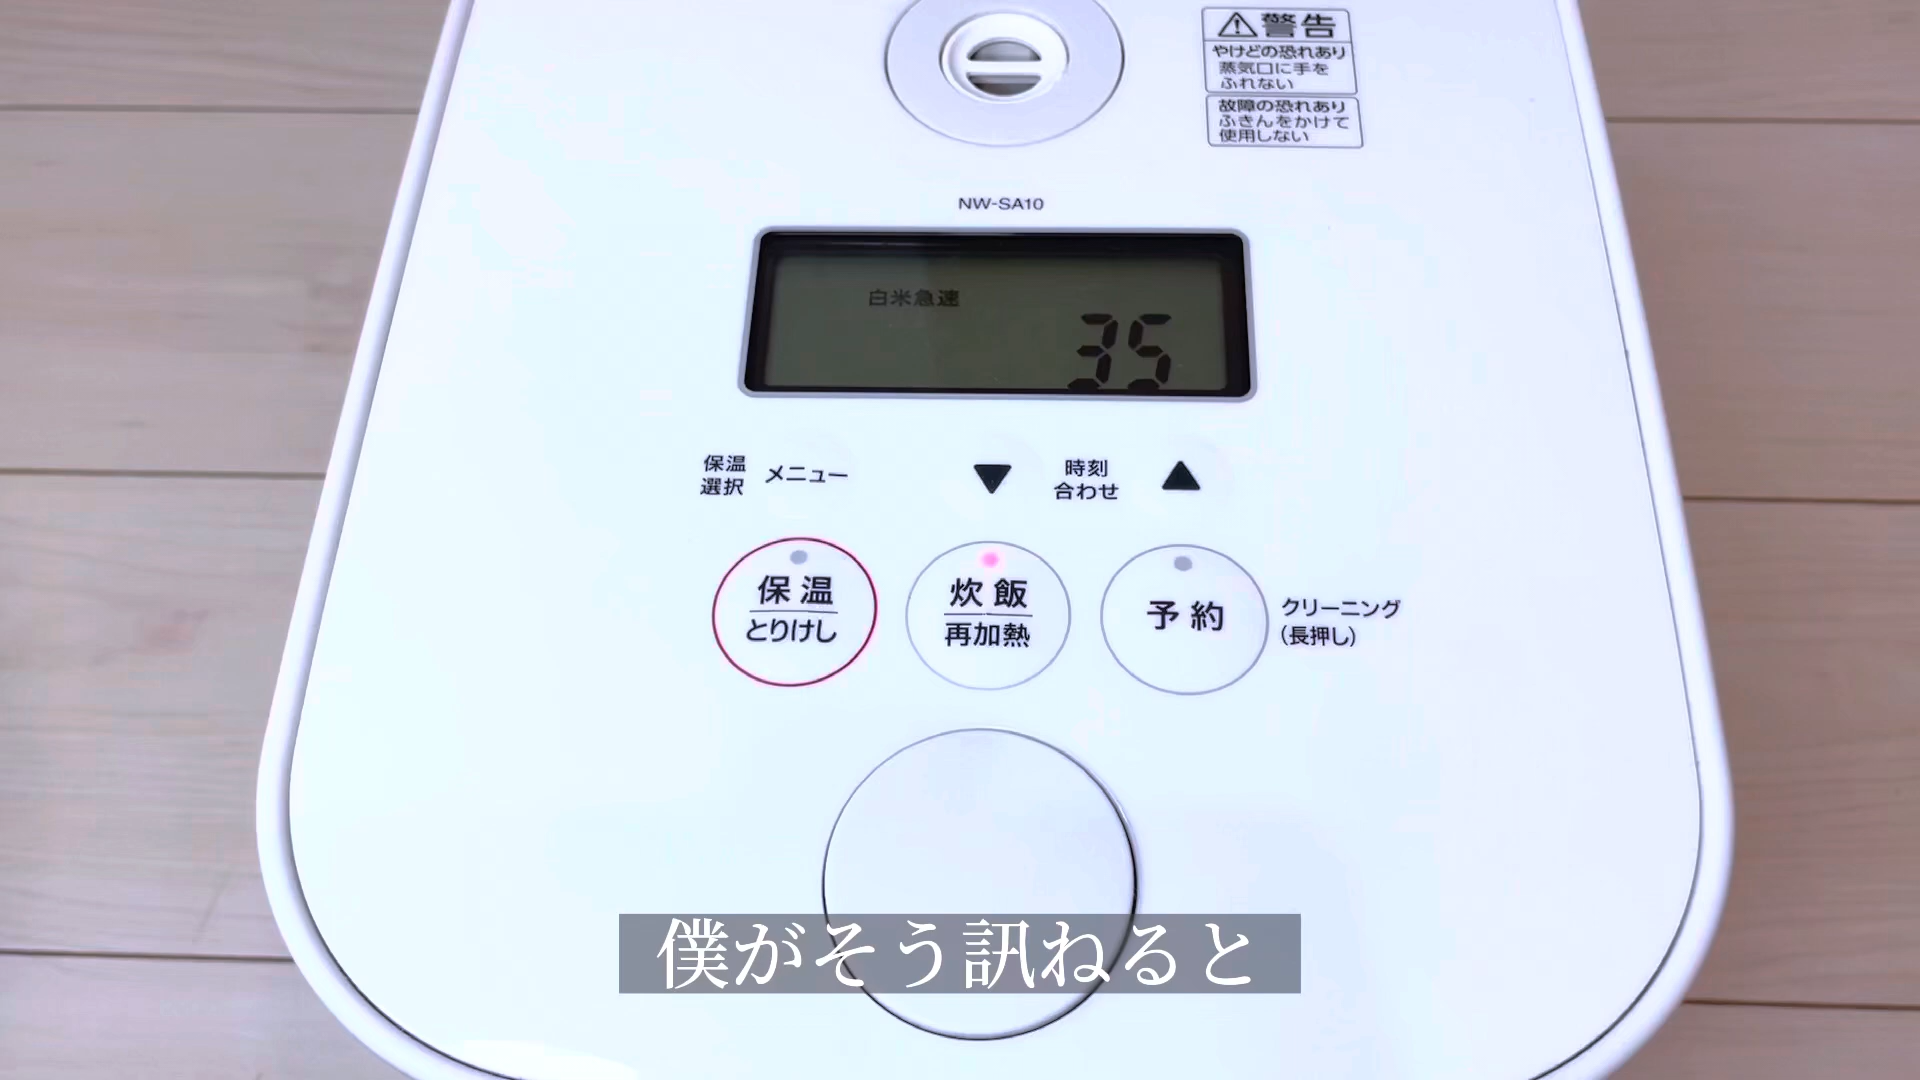 警告
やけどの恐れあり
蒸気口に手を
ふれない
故障の恐れあり
ふきんをかけて
使用しない
NW-SA10
白米急速
35
保温
選択
メニュー
▼
時刻
合わせ
▲
保温
とりけし
炊飯
再加熱
予約
クリーニング
(長押し)
僕がそう訊ねると